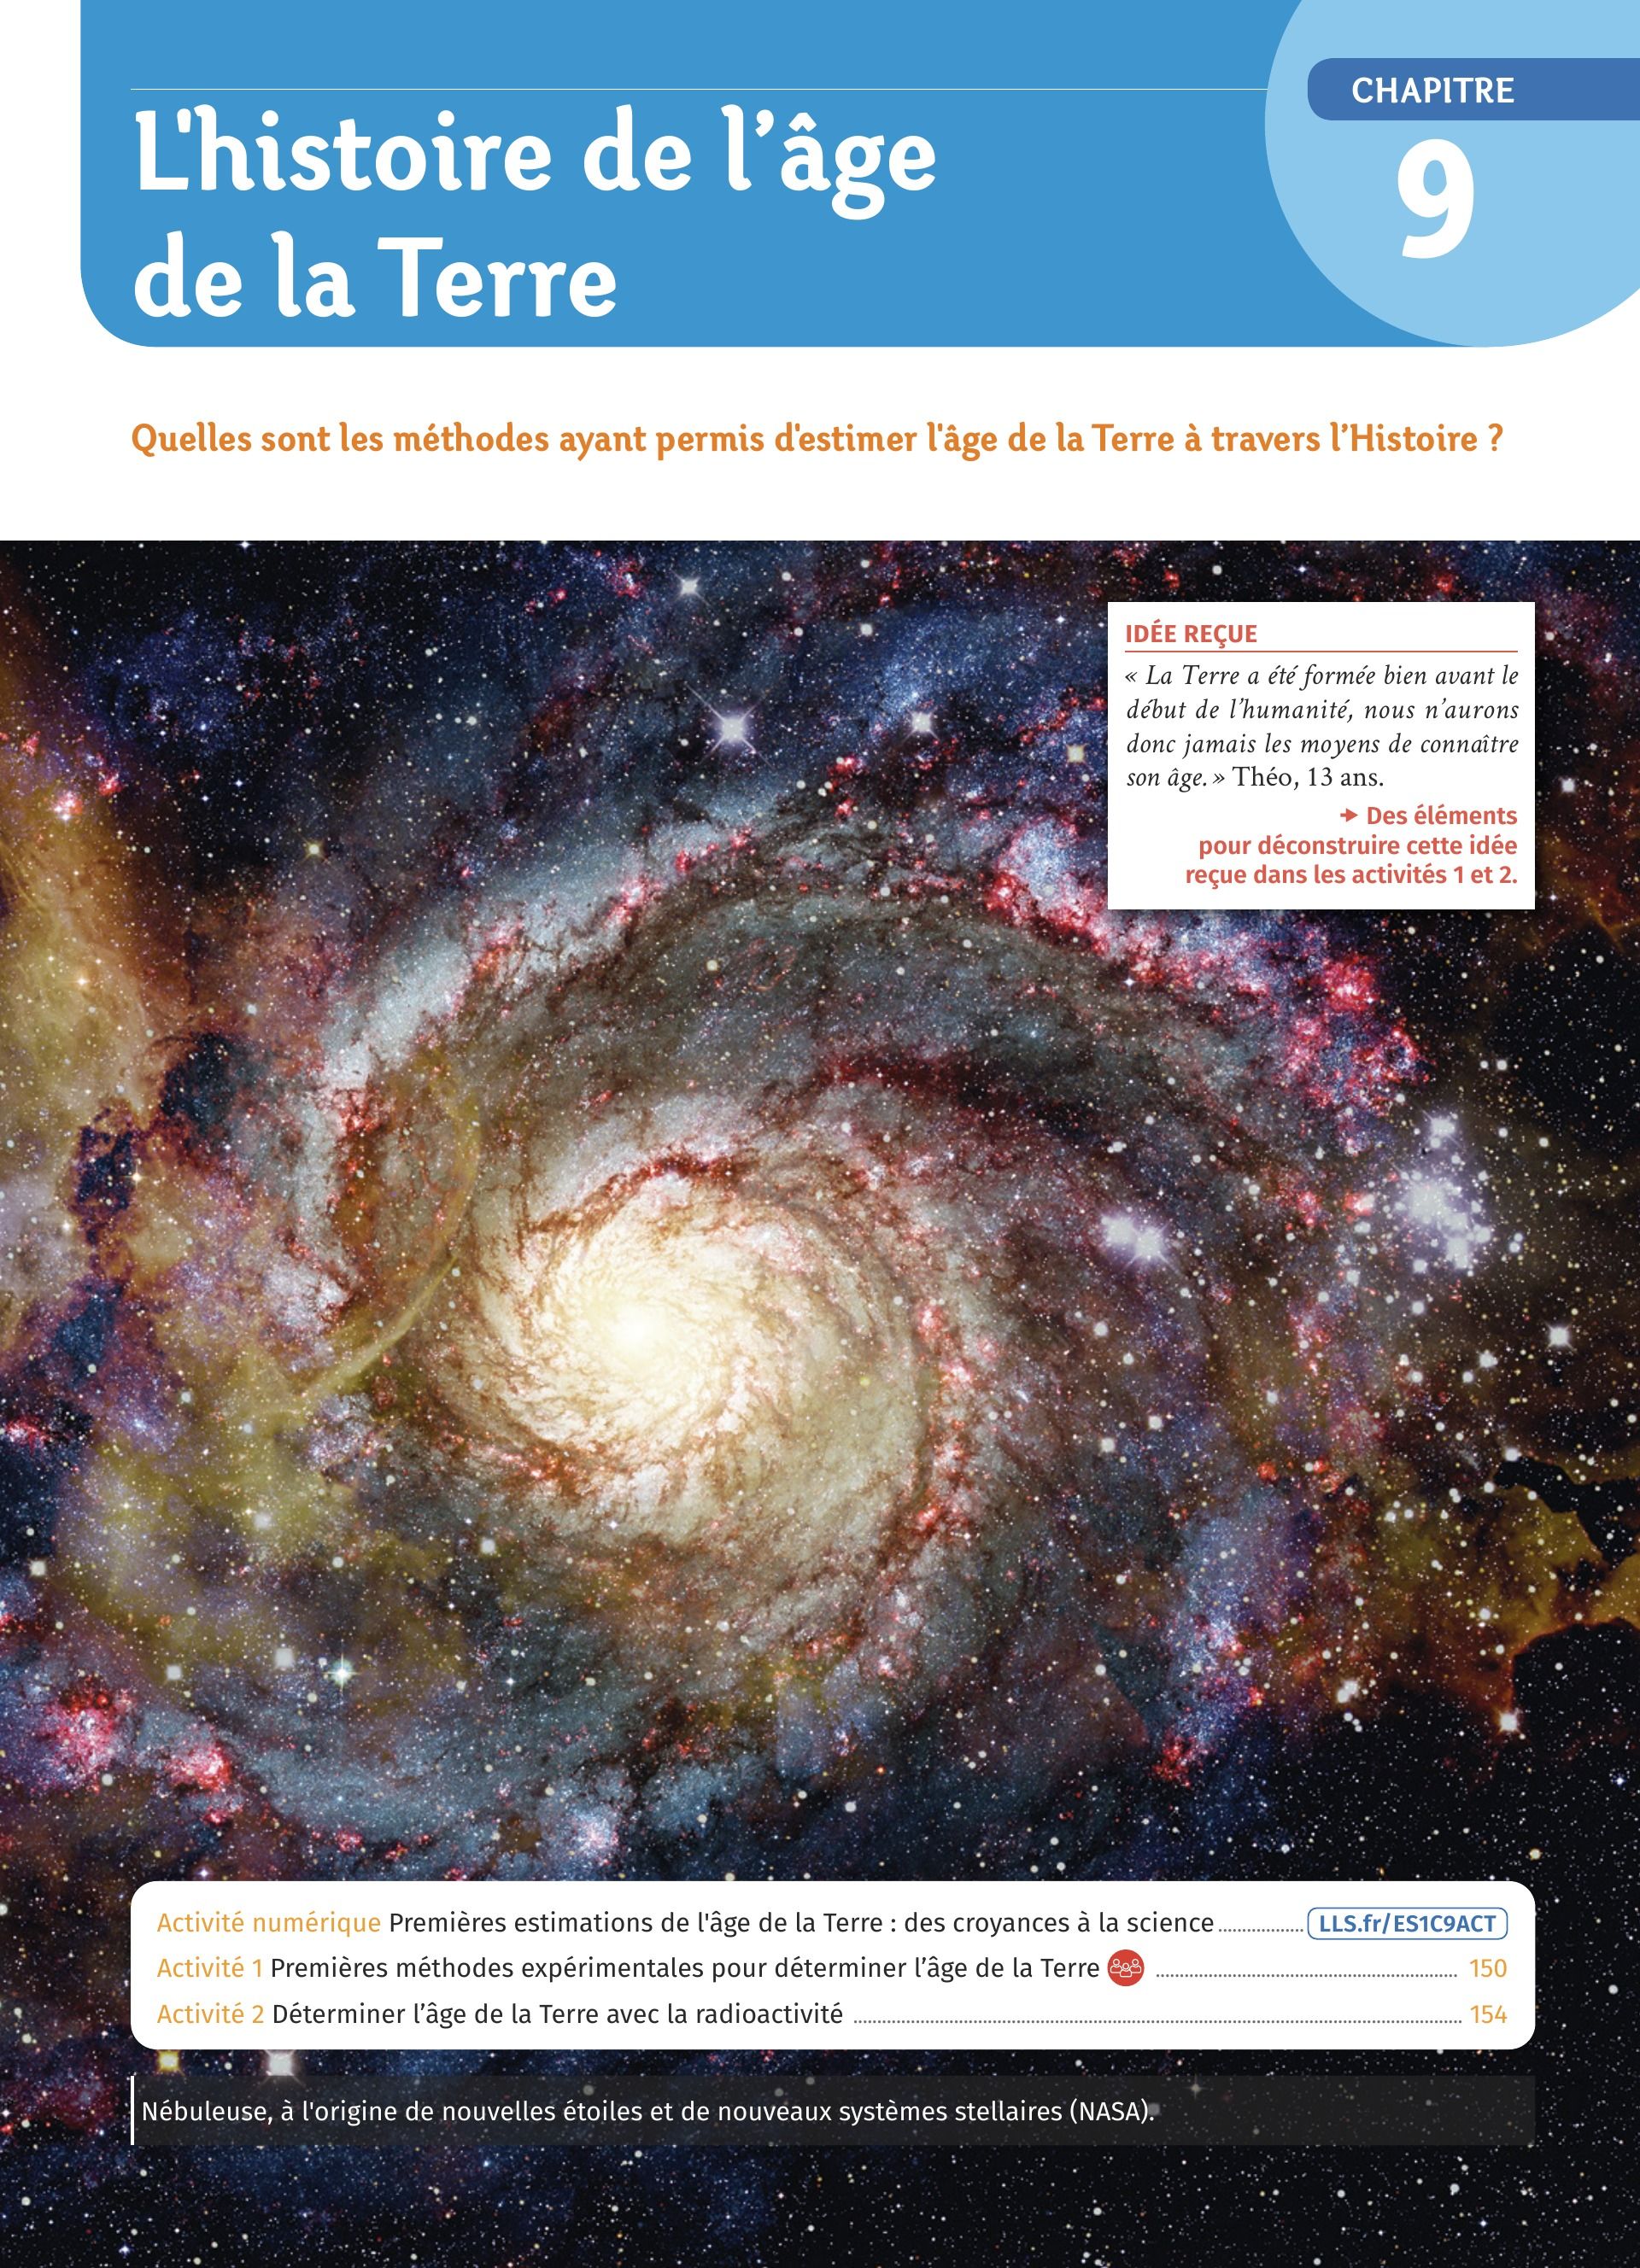 CHAPITRE
9
L'histoire de l’âge
de la Terre
Quelles sont les méthodes ayant permis d'estimer l'âge de la Terre à travers l’Histoire ?
IDÉE REÇUE
« La Terre a été formée bien avant le
début de l’humanité, nous n’aurons
donc jamais les moyens de connaître
son âge. » Théo, 13 ans.
Des éléments
pour déconstruire cette idée
reçue dans les activités 1 et 2.
Activité numérique Premières estimations de l'âge de la Terre : des croyances à la science LLS.fr/ES1C9ACT
Activité 1 Premières méthodes expérimentales pour déterminer l’âge de la Terre 150
Activité 2 Déterminer l’âge de la Terre avec la radioactivité 154
Nébuleuse, à l'origine de nouvelles étoiles et de nouveaux systèmes stellaires (NASA).